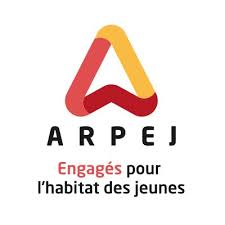 ARPEJ
Engagés pour
l'habitat des jeunes